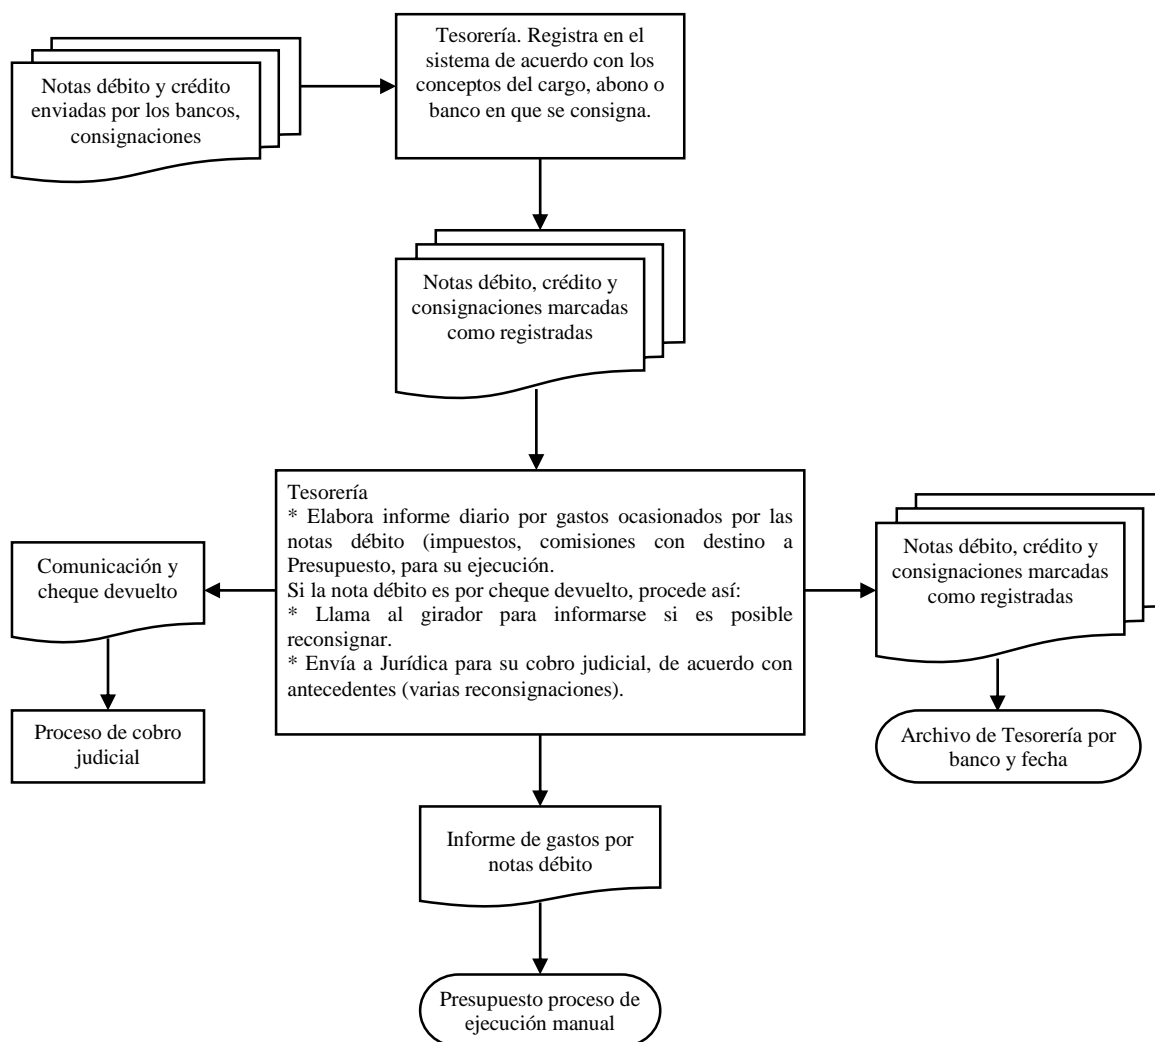 Notas débito y crédito
enviadas por los bancos,
consignaciones
Tesorería. Registra en el
sistema de acuerdo con los
conceptos del cargo, abono o
banco en que se consigna.
Notas débito, crédito y
consignaciones marcadas
como registradas
Tesorería
* Elabora informe diario por gastos ocasionados por las
notas débito (impuestos, comisiones con destino a
Presupuesto, para su ejecución.
Si la nota débito es por cheque devuelto, procede así:
* Llama al girador para informarse si es posible
reconsignar.
* Envía a Jurídica para su cobro judicial, de acuerdo con
antecedentes (varias reconsignaciones).
Comunicación y
cheque devuelto
Proceso de cobro
judicial
Notas débito, crédito y
consignaciones marcadas
como registradas
Archivo de Tesorería por
banco y fecha
Informe de gastos por
notas débito
Presupuesto proceso de
ejecución manual